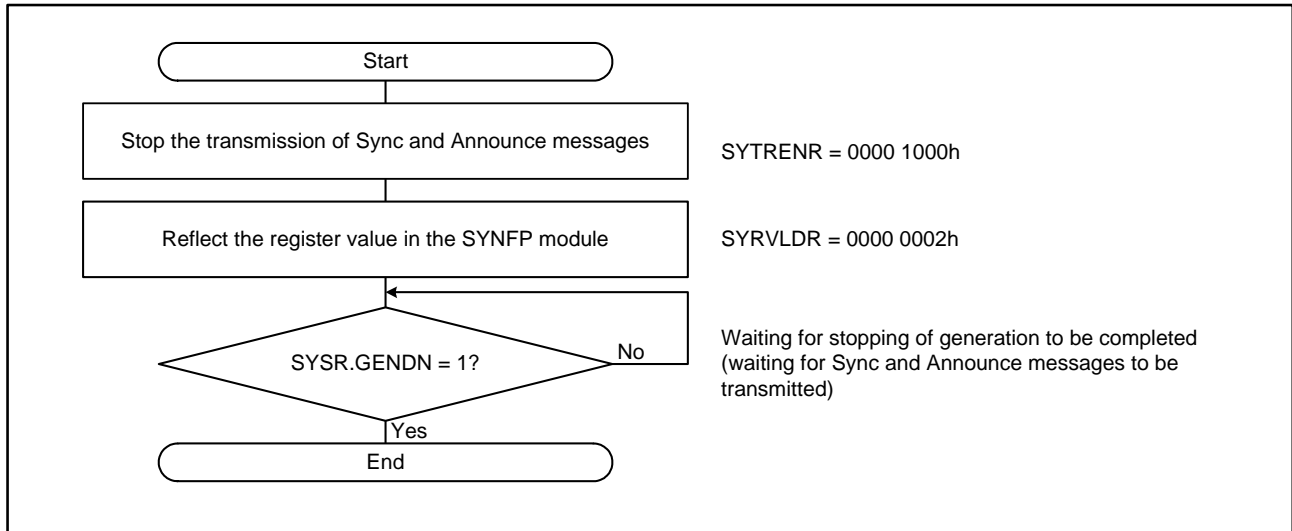 Start
Stop the transmission of Sync and Announce messages
SYTRENR = 0000 1000h
Reflect the register value in the SYNFP module
SYRVLDR = 0000 0002h
SYSR.GENDN = 1?
No
Waiting for stopping of generation to be completed
(waiting for Sync and Announce messages to be
transmitted)
Yes
End